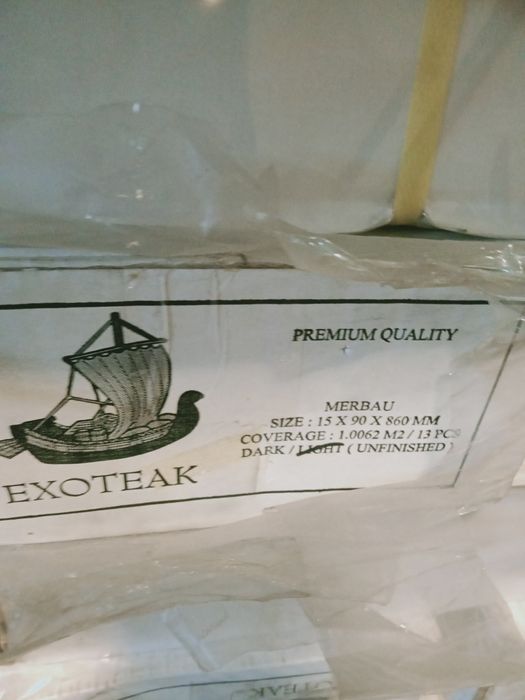 PREMIUM QUALITY
MERBAU
SIZE : 15 X 90 X 860 MM
COVERAGE : 1.0062 M2 / 13 PCS
DARK / LIGHT ( UNFINISHED )
EXOTEAK